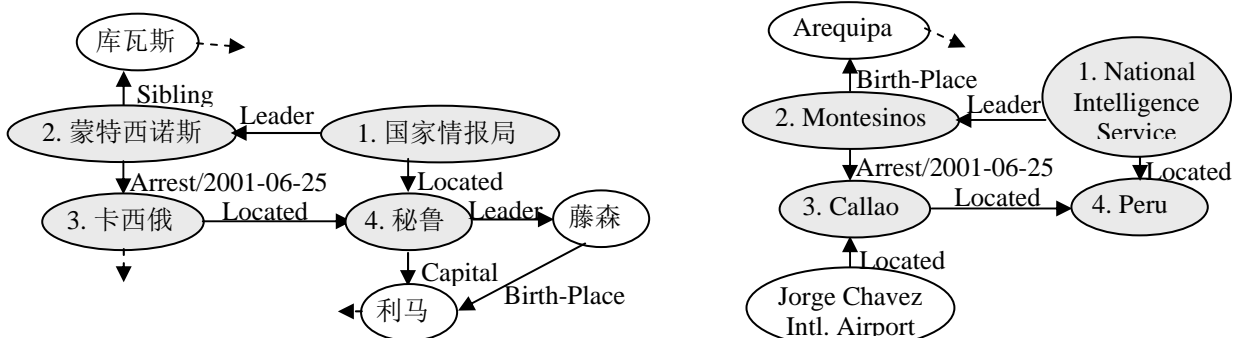 库瓦斯
Sibling
2. 蒙特西诺斯
Leader
1. 国家情报局
Arrest/2001-06-25
Located
3. 卡西俄
Located
4. 秘鲁
Leader
藤森
Capital
Birth-Place
利马
Arequipa
Birth-Place
1. National
Intelligence
Service
2. Montesinos
Leader
Arrest/2001-06-25
Located
3. Callao
Located
4. Peru
Located
Jorge Chavez
Intl. Airport